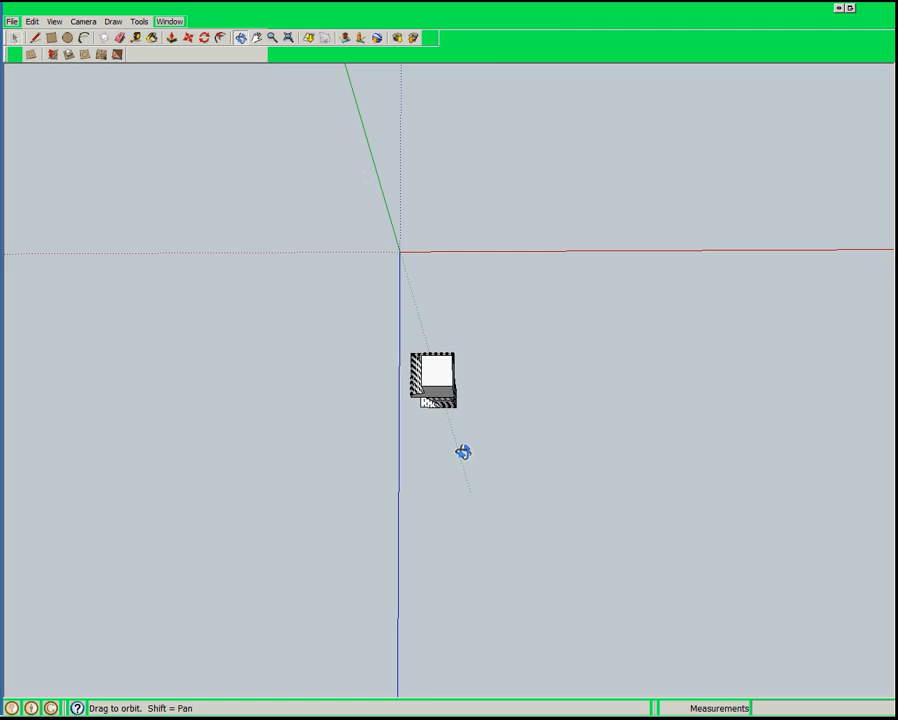 File Edit View Camera Draw Tools Window
Drag to orbit. Shift = Pan Measurements